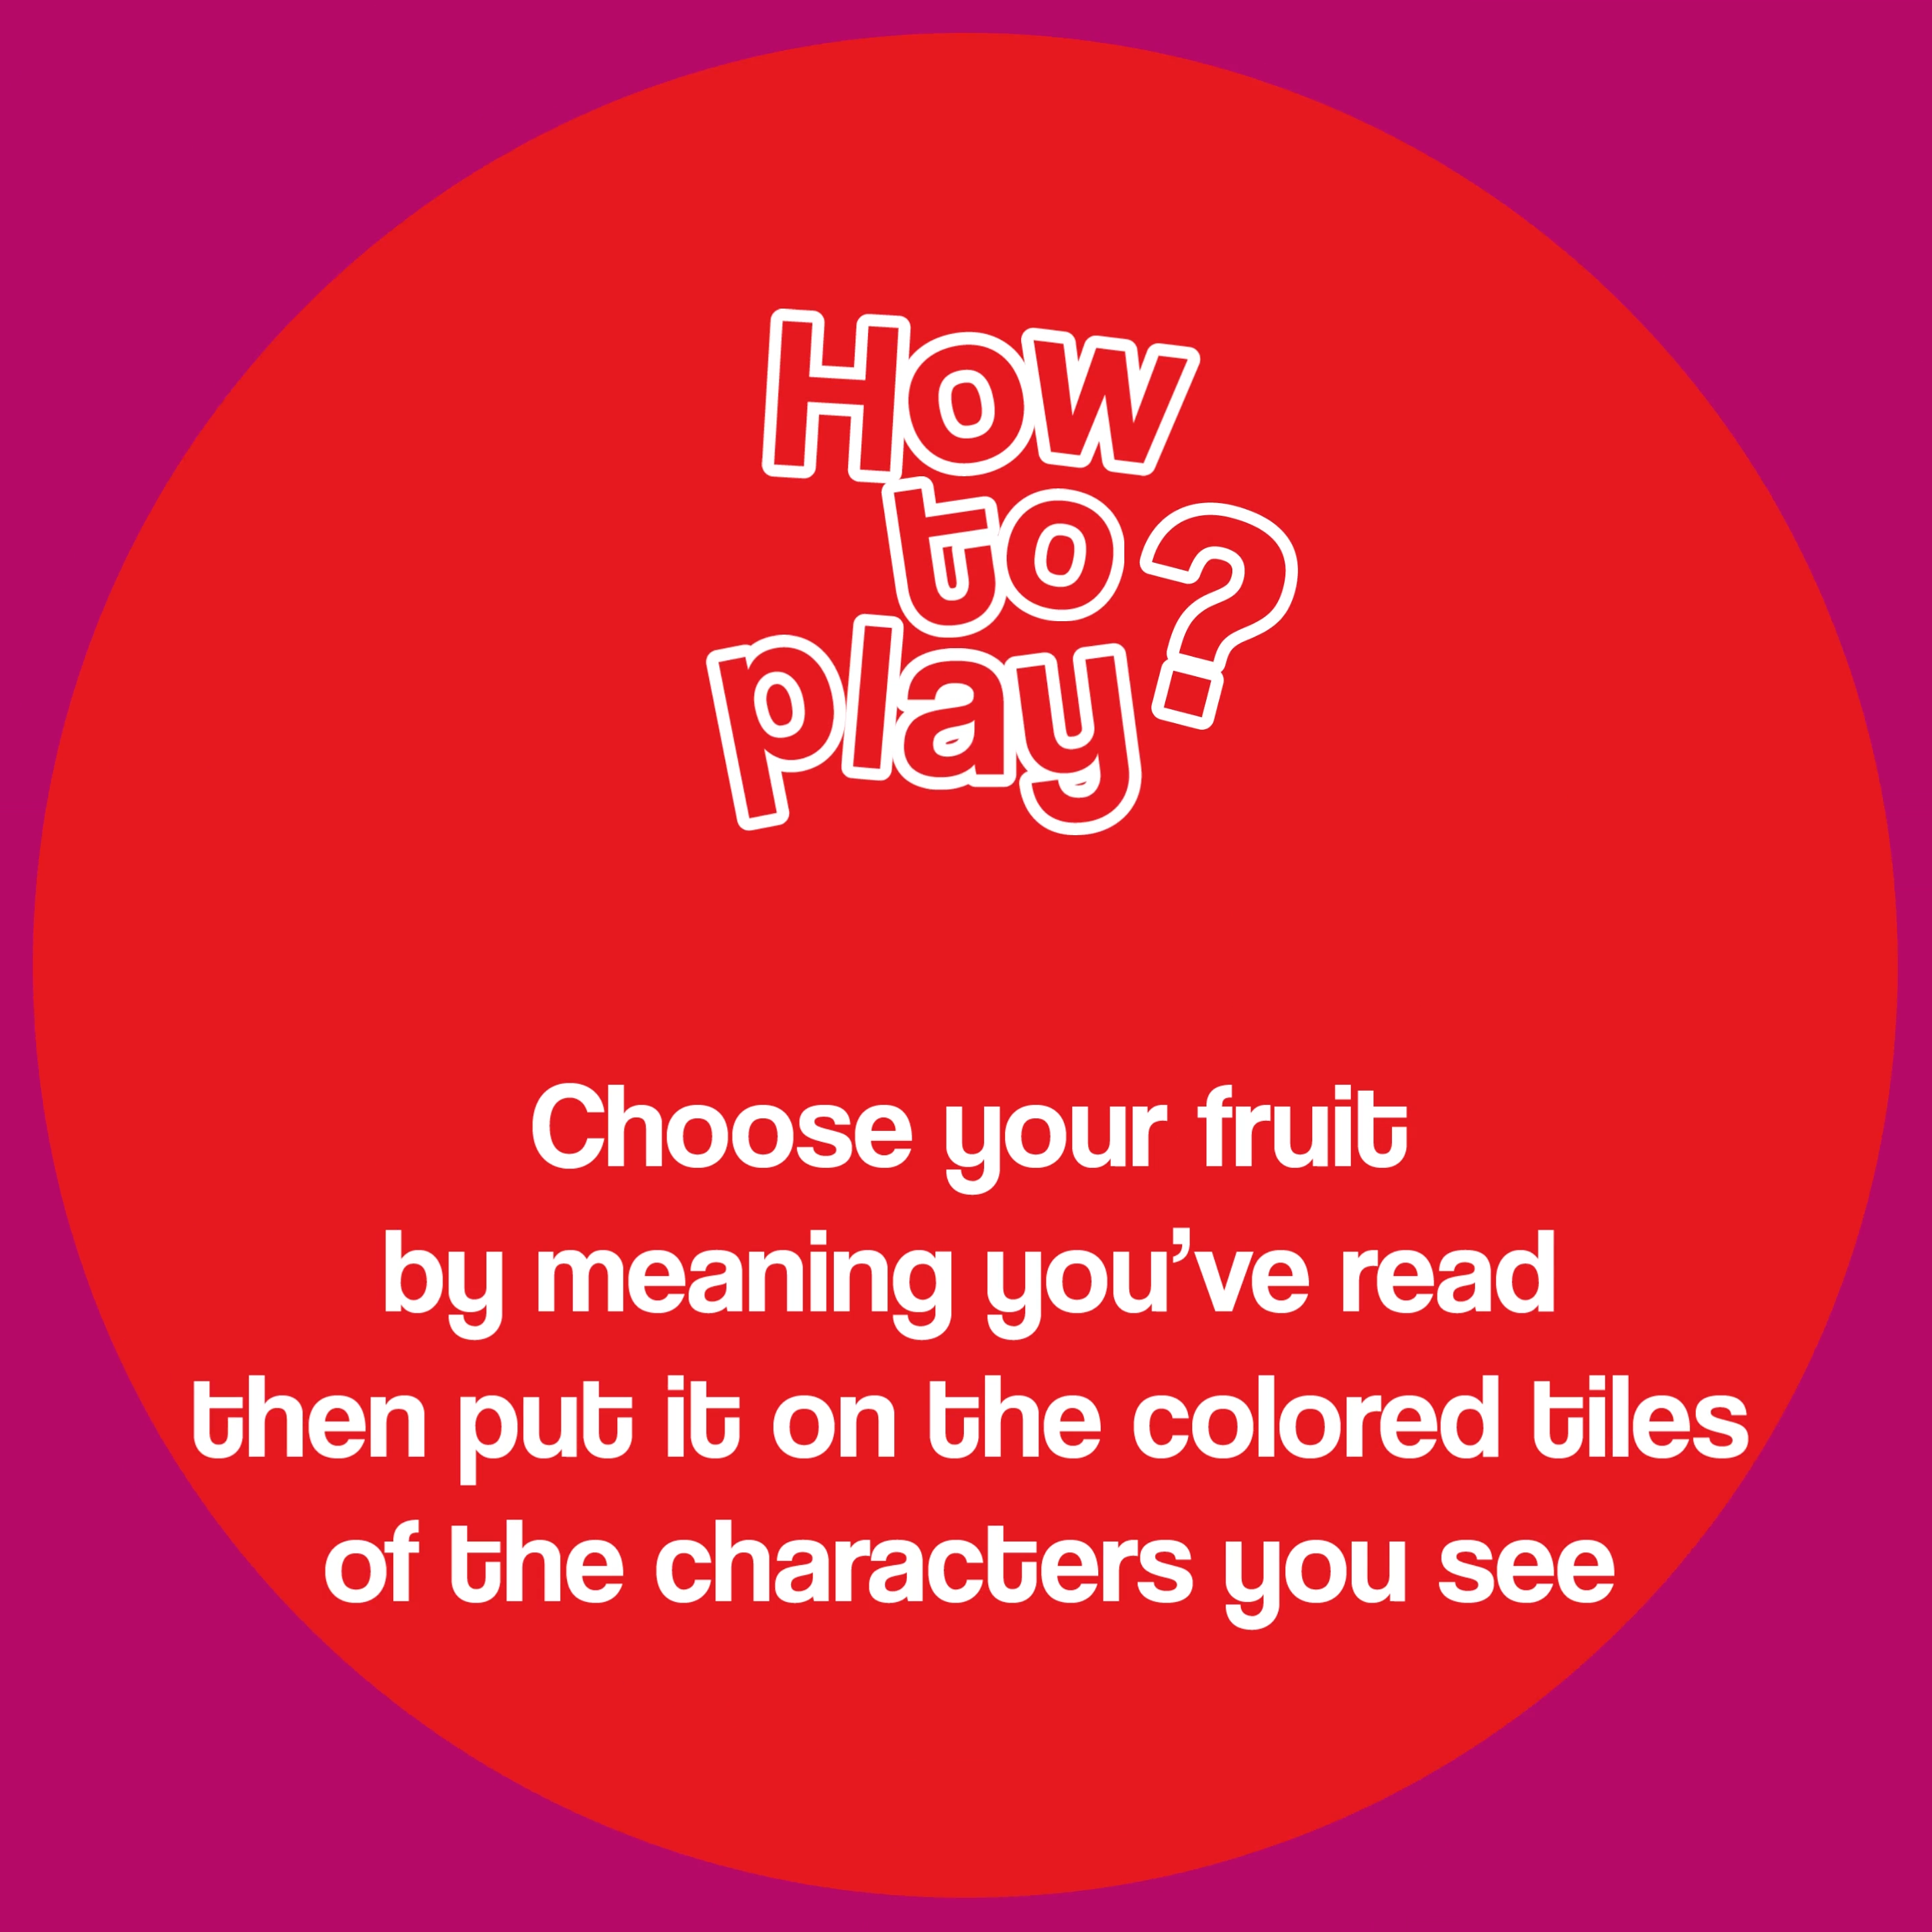 How
to?
play
Choose your fruit
by meaning you’ve read
then put it on the colored tiles
of the characters you see